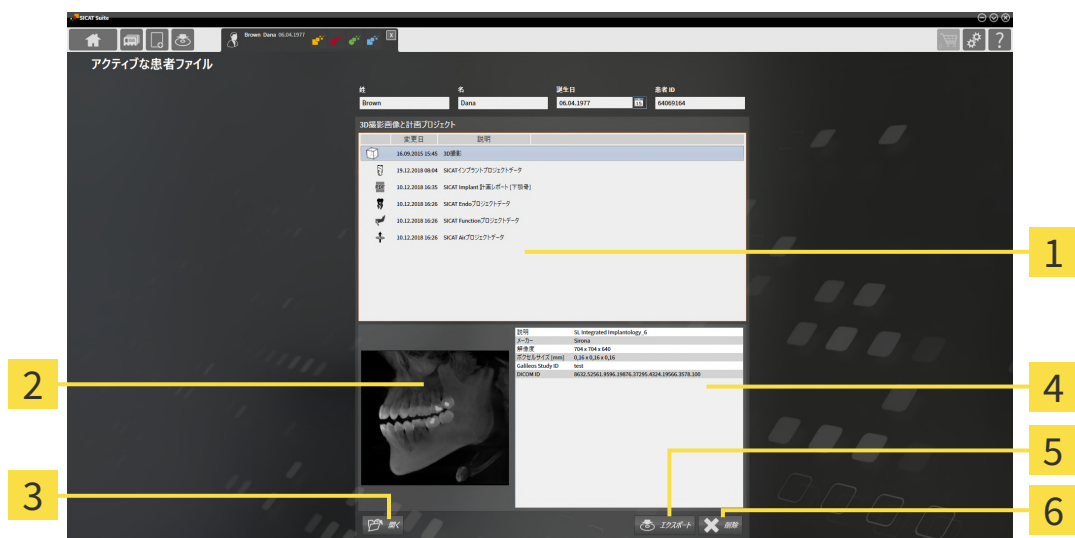 SICAT Suite
Brown Dana 06.04.1977
x
?
アクティブな患者ファイル
姓 名 誕生日 患者 ID
Brown Dana 06.04.1977 15 64069164
3D撮影画像と計画プロジェクト
変更日 説明
16.09.2015 15:45 3D撮影
19.12.2018 08:04 SICATインプラントプロジェクトデータ
10.12.2018 16:35 SICAT Implant 計画レポート [下顎骨]
10.12.2018 16:26 SICAT Endoプロジェクトデータ
10.12.2018 16:26 SICAT Functionプロジェクトデータ
10.12.2018 16:26 SICAT Airプロジェクトデータ
1
説明 SL Integrated Implantology_6
メーカー Sirona
解像度 704 x 704 x 640
ボクセルサイズ (mm) 0,16 x 0,16 x 0,16
Galileos Study ID test
DICOM ID 8632.52561.9596.19876.37295.4324.19566.3578.100
2
4
5
3
6
開く
エクスポート
削除